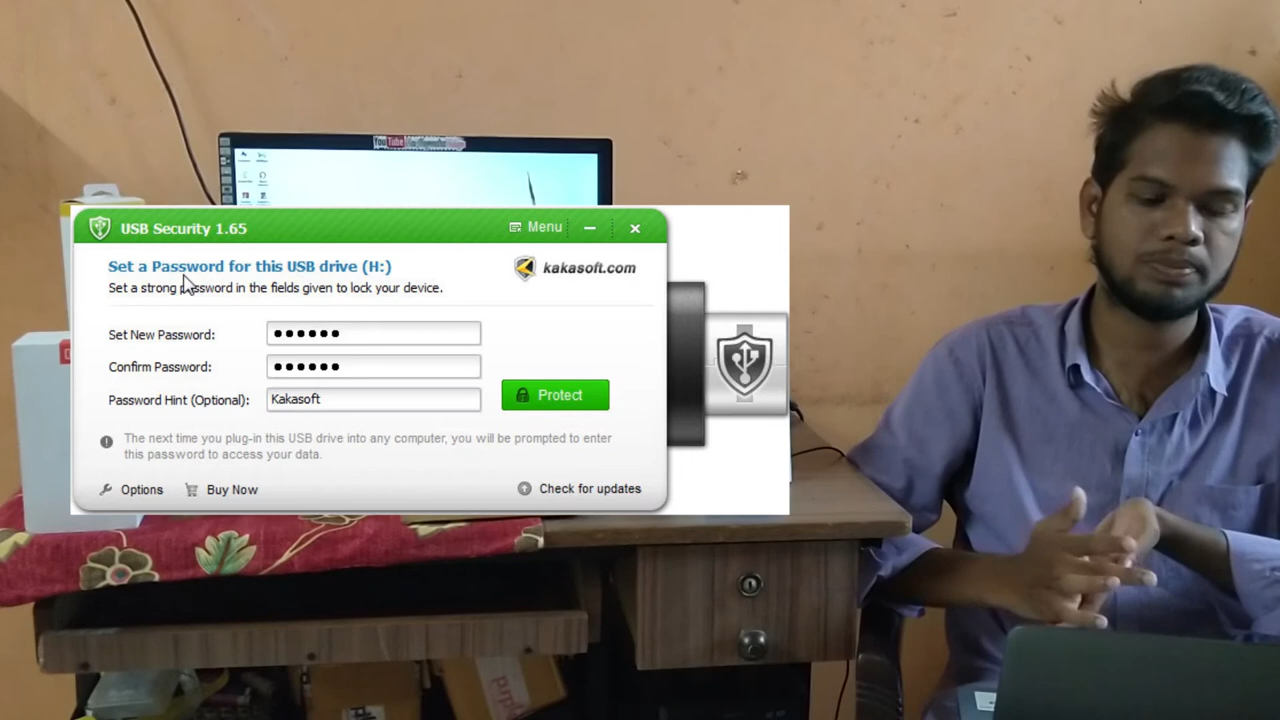 You Tube
USB Security 1.65
Menu
Set a Password for this USB drive (H:)
kakasoft.com
Set a strong password in the fields given to lock your device.
Set New Password: ●●●●●●
Confirm Password: ●●●●●●
Password Hint (Optional): Kakasoft
Protect
The next time you plug-in this USB drive into any computer, you will be prompted to enter
this password to access your data.
Options
Buy Now
Check for updates